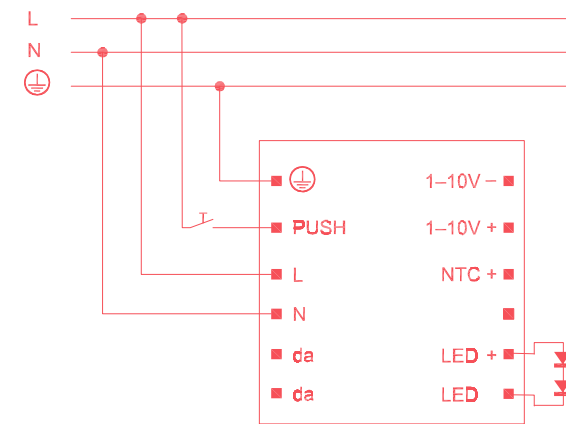 L
N
PUSH
L
N
da
da
1–10V –
1–10V +
NTC +
LED +
LED